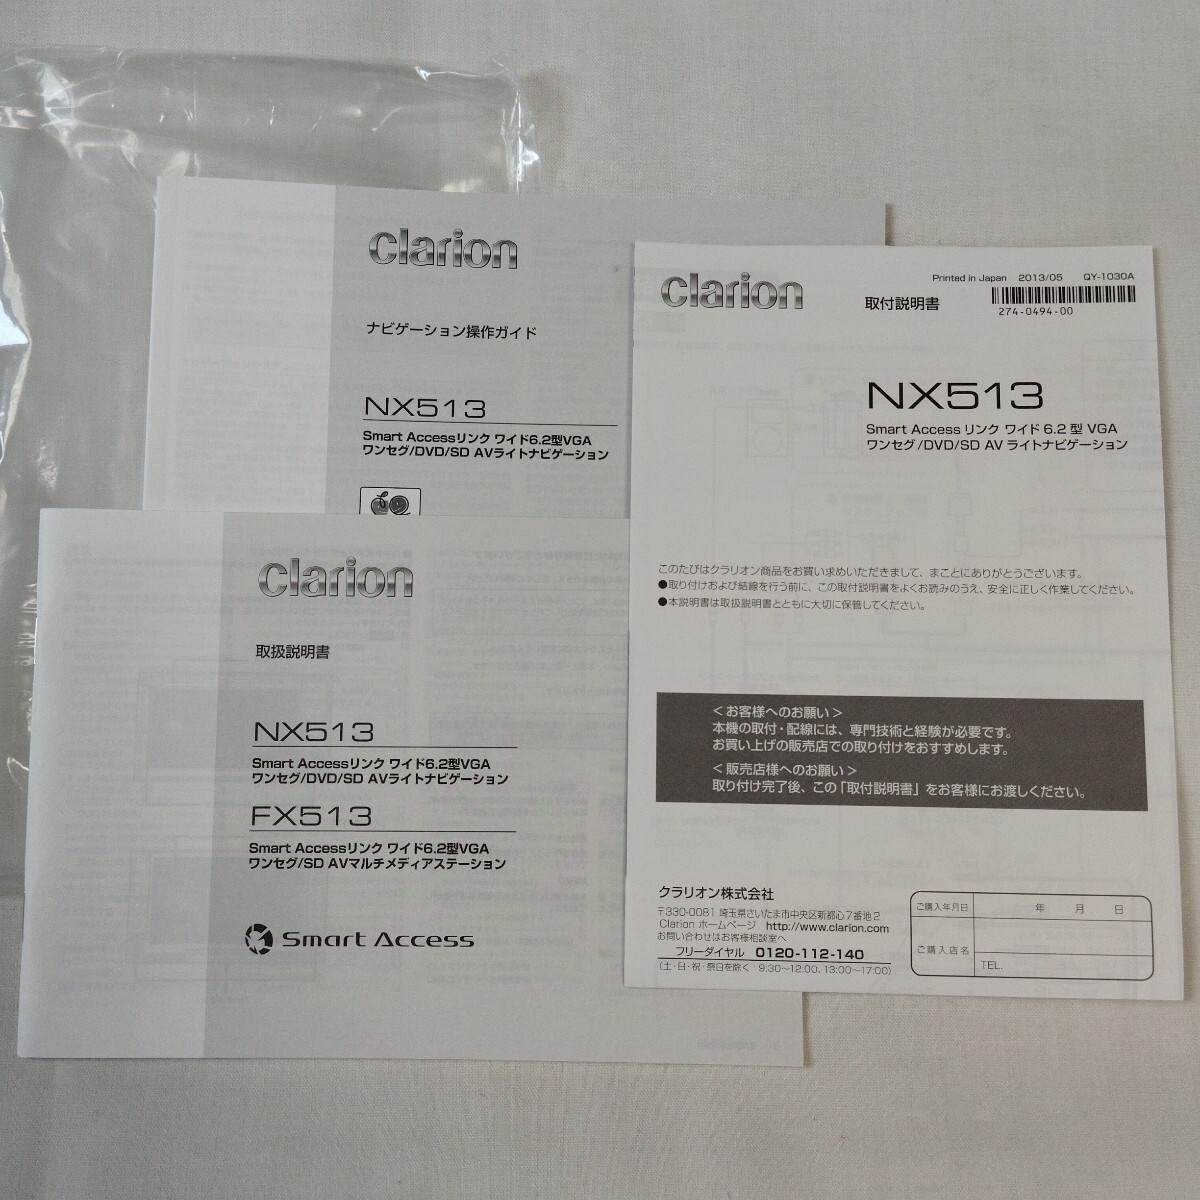 clarion
ナビゲーション操作ガイド
NX513
Smart Accessリンク ワイド6.2型VGA
ワンセグ/DVD/SD AVライトナビゲーション
clarion
取扱説明書
NX513
Smart Accessリンク ワイド6.2型VGA
ワンセグ/DVD/SD AVライトナビゲーション
FX513
Smart Accessリンク ワイド6.2型VGA
ワンセグ/SD AVマルチメディアステーション
Smart Access
clarion
取付説明書
Printed in Japan 2013/05 QY-1030A
274-0494-00
NX513
Smart Access リンク ワイド 6.2 型 VGA
ワンセグ/DVD/SD AV ライトナビゲーション
このたびはクラリオン商品をお買い求めいただきまして、まことにありがとうございます。
●取り付けおよび結線を行う前に、この取付説明書をよくお読みのうえ、安全に正しく作業してください。
●本説明書は取扱説明書とともに大切に保管してください。
＜お客様へのお願い＞
本機の取付・配線には、専門技術と経験が必要です。
お買い上げの販売店での取り付けをおすすめします。
＜販売店様へのお願い＞
取り付け完了後、この「取付説明書」をお客様にお渡しください。
クラリオン株式会社
〒330-0081 埼玉県さいたま市中央区新都心7番地2
Clarion ホームページ http://www.clarion.com
お問い合わせはお客様相談室へ
フリーダイヤル 0120-112-140
（土・日・祝・祭日を除く 9:30〜12:00、13:00〜17:00）
ご購入年月日 年 月 日
ご購入店名
TEL.